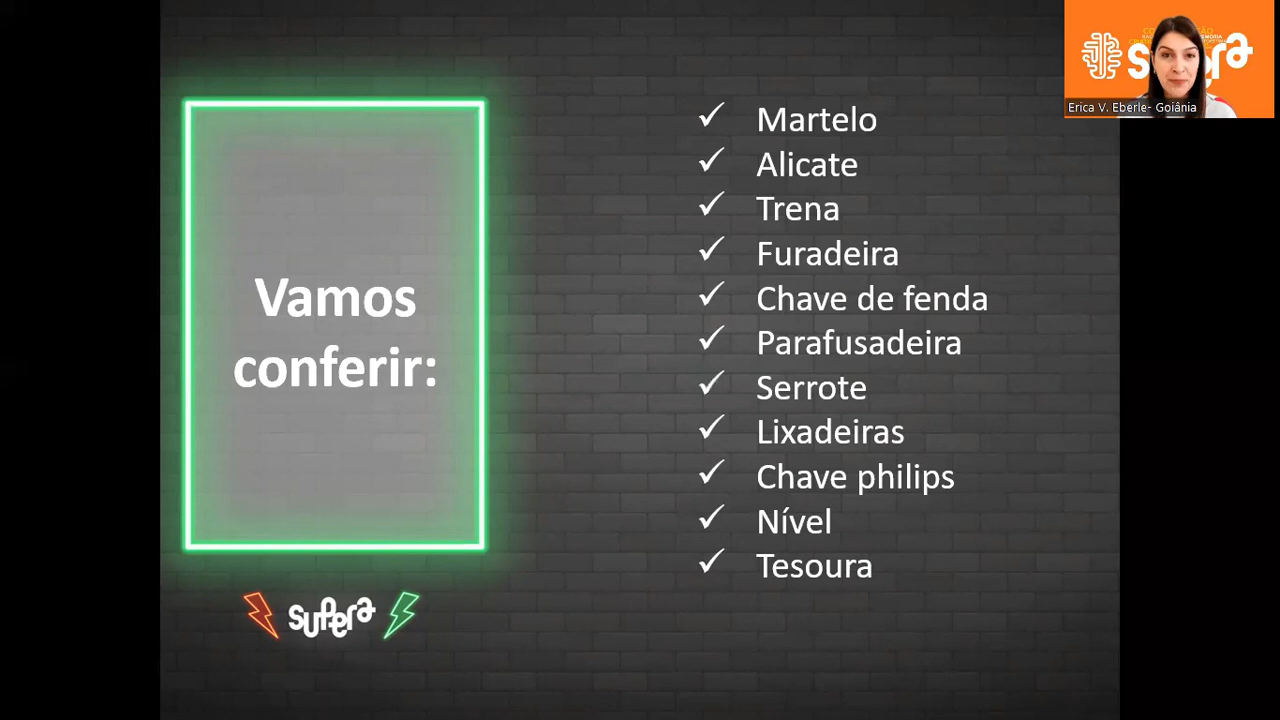 Vamos
conferir:
Martelo
Alicate
Trena
Furadeira
Chave de fenda
Parafusadeira
Serrote
Lixadeiras
Chave philips
Nível
Tesoura
supera
Erica V. Eberle- Goiânia